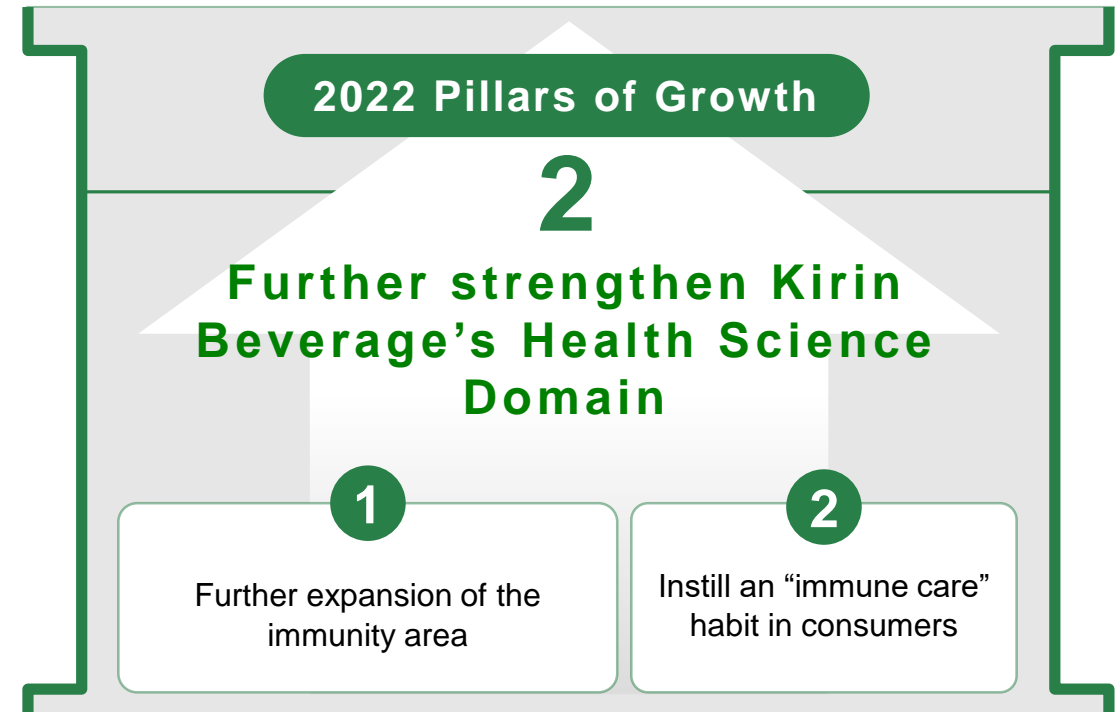 2022 Pillars of Growth
2
Further strengthen Kirin
Beverage’s Health Science
Domain
1
Further expansion of the
immunity area
2
Instill an “immune care”
habit in consumers